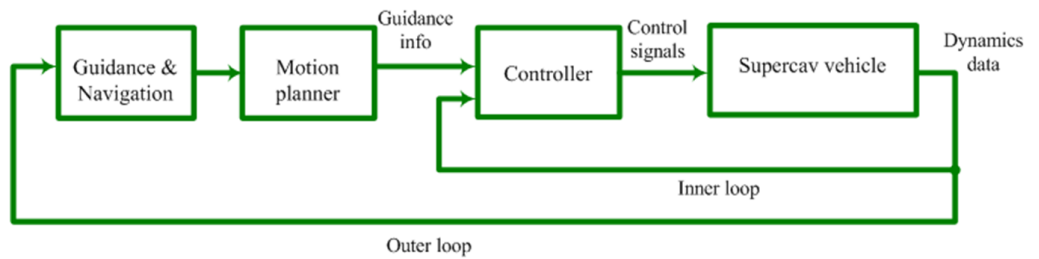 Guidance &
Navigation
Motion
planner
Guidance
info
Controller
Control
signals
Supercav vehicle
Dynamics
data
Inner loop
Outer loop